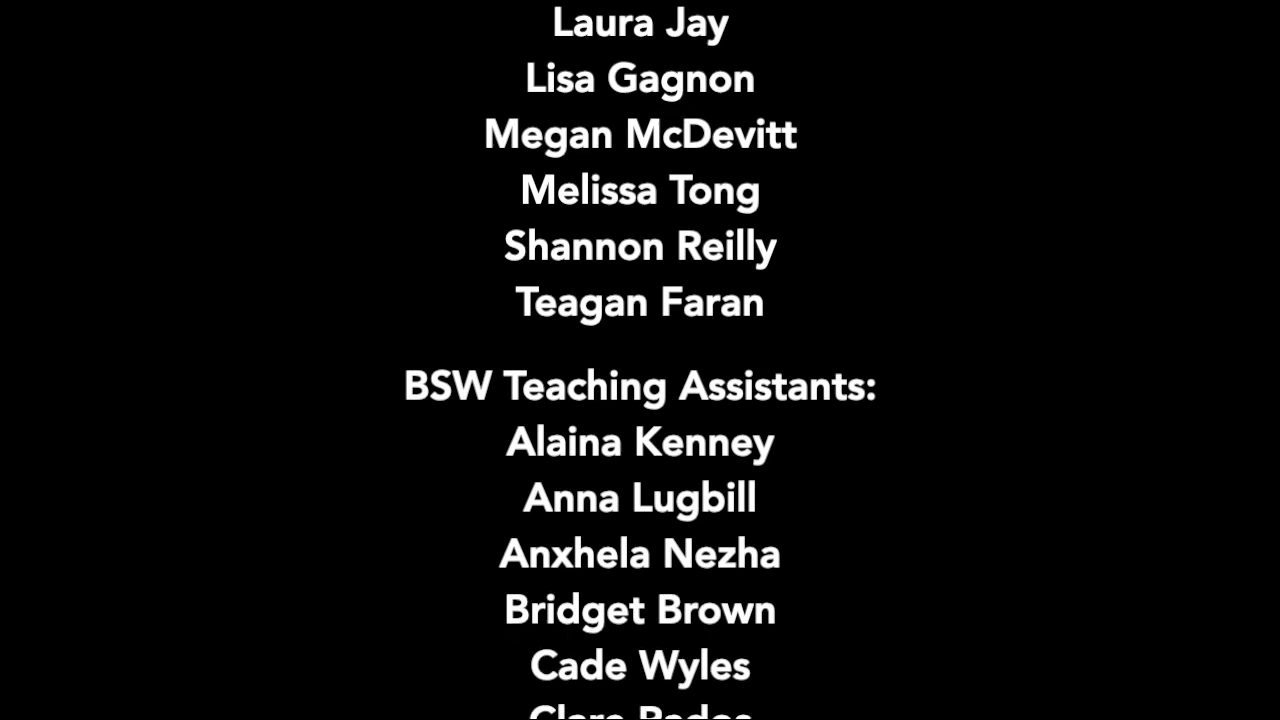 Laura Jay
Lisa Gagnon
Megan McDevitt
Melissa Tong
Shannon Reilly
Teagan Faran
BSW Teaching Assistants:
Alaina Kenney
Anna Lugbill
Anxhela Nezha
Bridget Brown
Cade Wyles